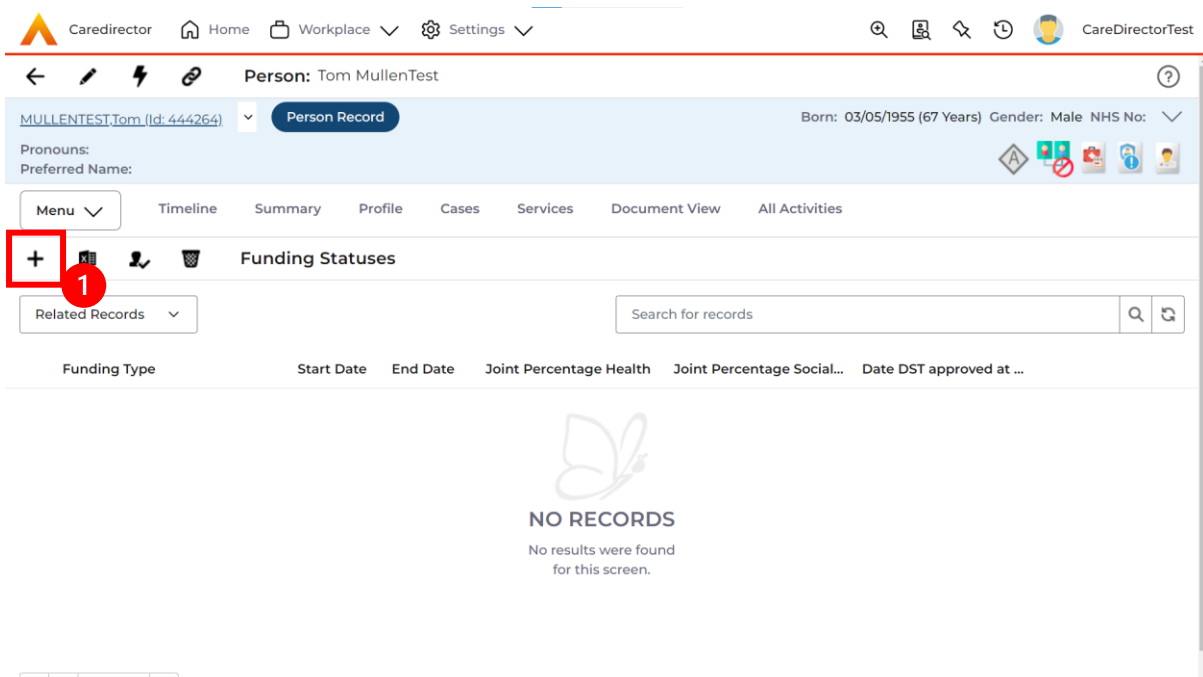 Caredirector Home Workplace Settings CareDirectorTest
Person: Tom MullenTest
MULLENTEST,Tom (Id: 444264) Person Record Born: 03/05/1955 (67 Years) Gender: Male NHS No:
Pronouns:
Preferred Name:
A
Menu Timeline Summary Profile Cases Services Document View All Activities
Funding Statuses
1
Related Records Search for records
Funding Type Start Date End Date Joint Percentage Health Joint Percentage Social... Date DST approved at ...
NO RECORDS
No results were found
for this screen.